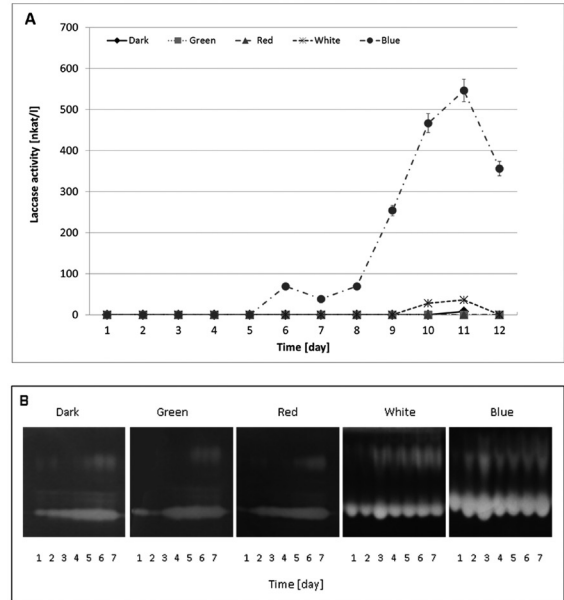 A
Dark Green Red White Blue
700
600
500
400
300
200
100
0
Laccase activity [nkat/l]
1 2 3 4 5 6 7 8 9 10 11 12
Time [day]
B
Dark Green Red White Blue
1 2 3 4 5 6 7 1 2 3 4 5 6 7 1 2 3 4 5 6 7 1 2 3 4 5 6 7 1 2 3 4 5 6 7
Time [day]